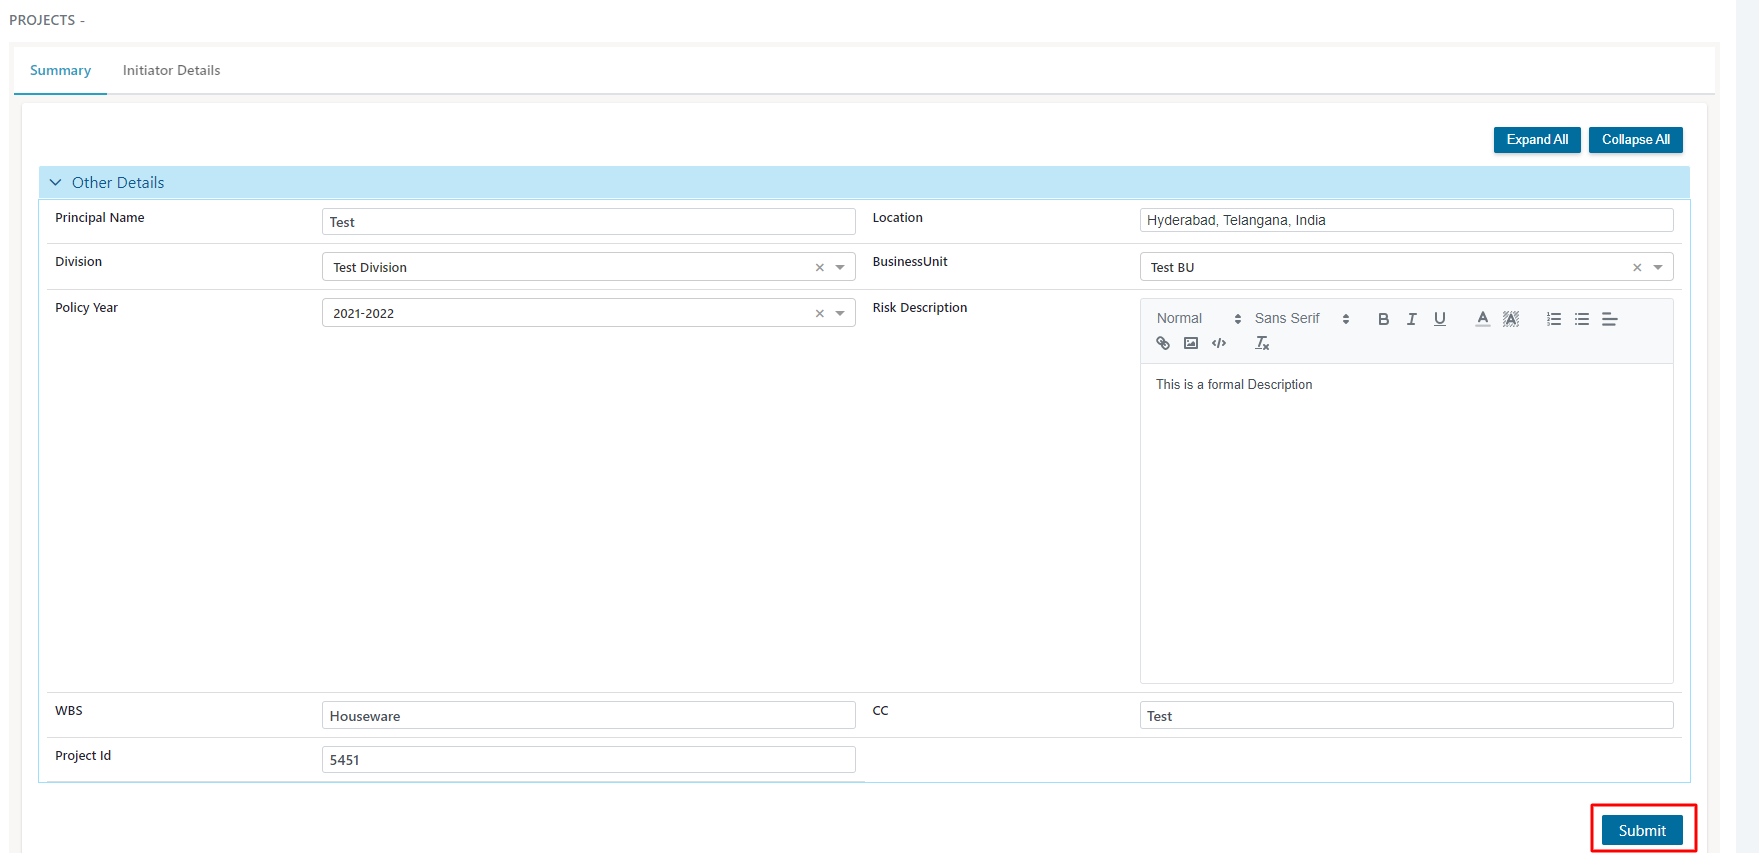 PROJECTS -
Summary Initiator Details
Expand All Collapse All
Other Details
Principal Name Test Location Hyderabad, Telangana, India
Division Test Division BusinessUnit Test BU
Policy Year 2021-2022 Risk Description
Normal Sans Serif
This is a formal Description
WBS Houseware CC Test
Project Id 5451
Submit